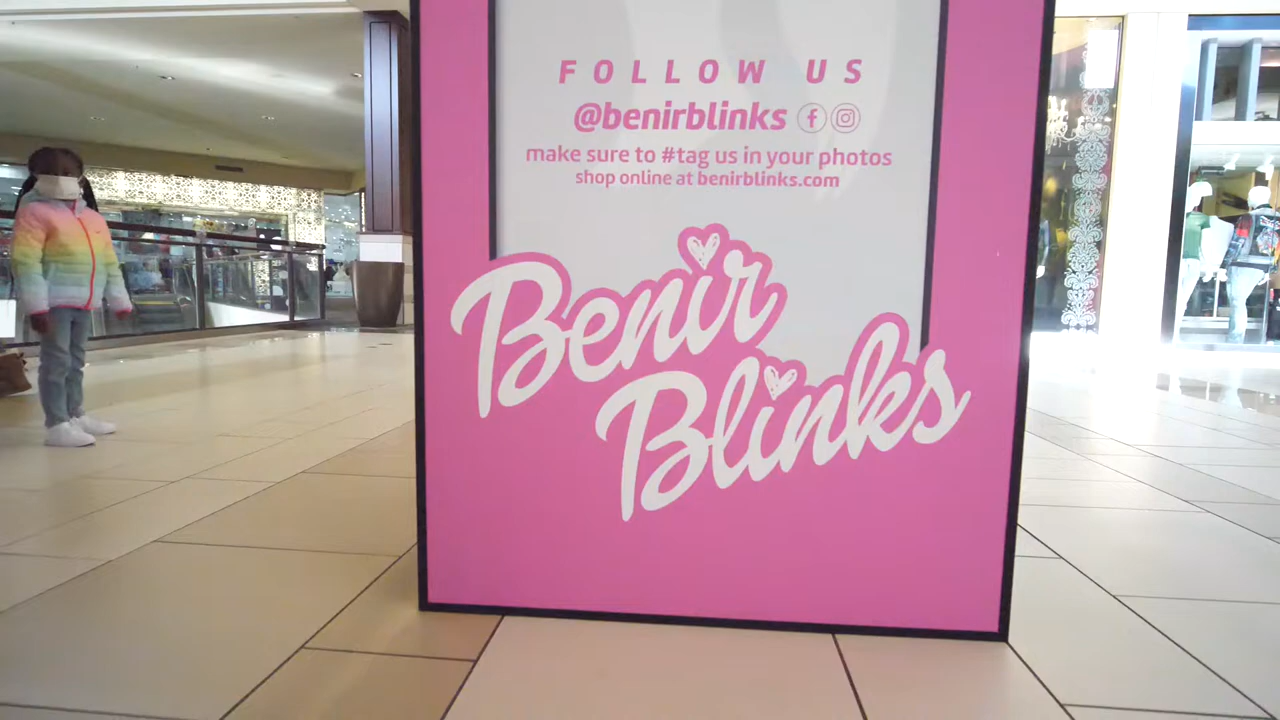 FOLLOW US
@benirblinks
make sure to #tag us in your photos
shop online at benirblinks.com
Benir
Blinks